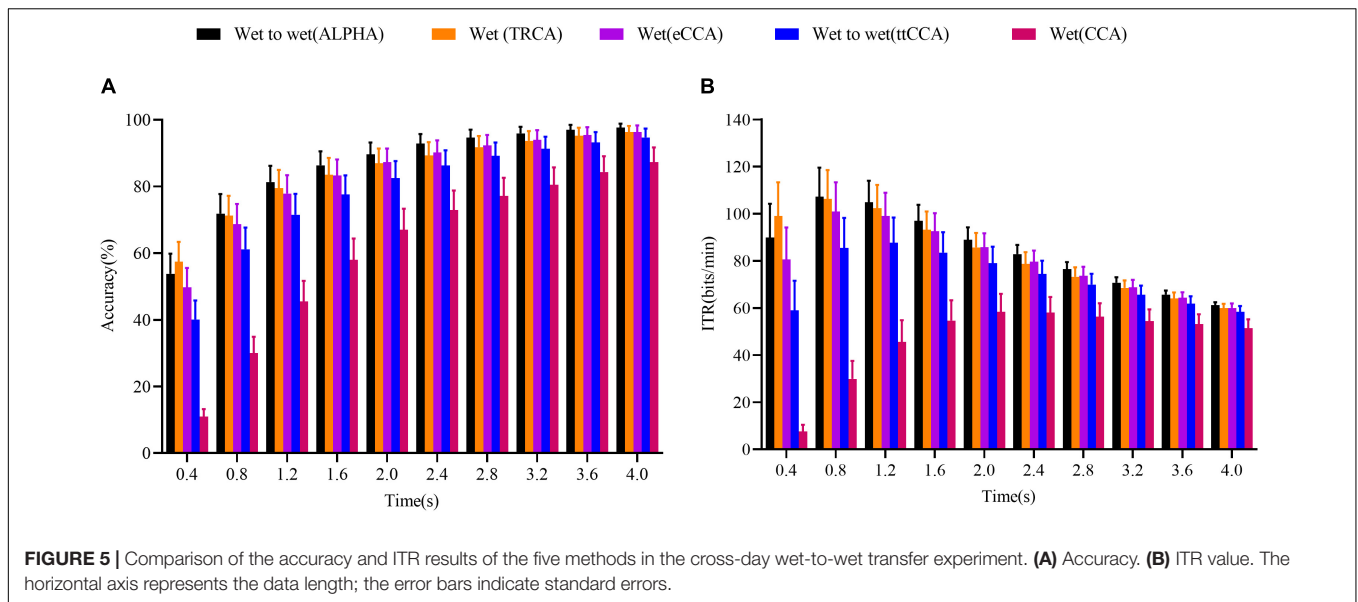 Wet to wet(ALPHA) Wet (TRCA) Wet(eCCA) Wet to wet(ttCCA) Wet(CCA)
A
Accuracy(%)
100
80
60
40
20
0
0.4 0.8 1.2 1.6 2.0 2.4 2.8 3.2 3.6 4.0
Time(s)
B
ITR(bits/min)
140
120
100
80
60
40
20
0
0.4 0.8 1.2 1.6 2.0 2.4 2.8 3.2 3.6 4.0
Time(s)
FIGURE 5 | Comparison of the accuracy and ITR results of the five methods in the cross-day wet-to-wet transfer experiment. (A) Accuracy. (B) ITR value. The
horizontal axis represents the data length; the error bars indicate standard errors.